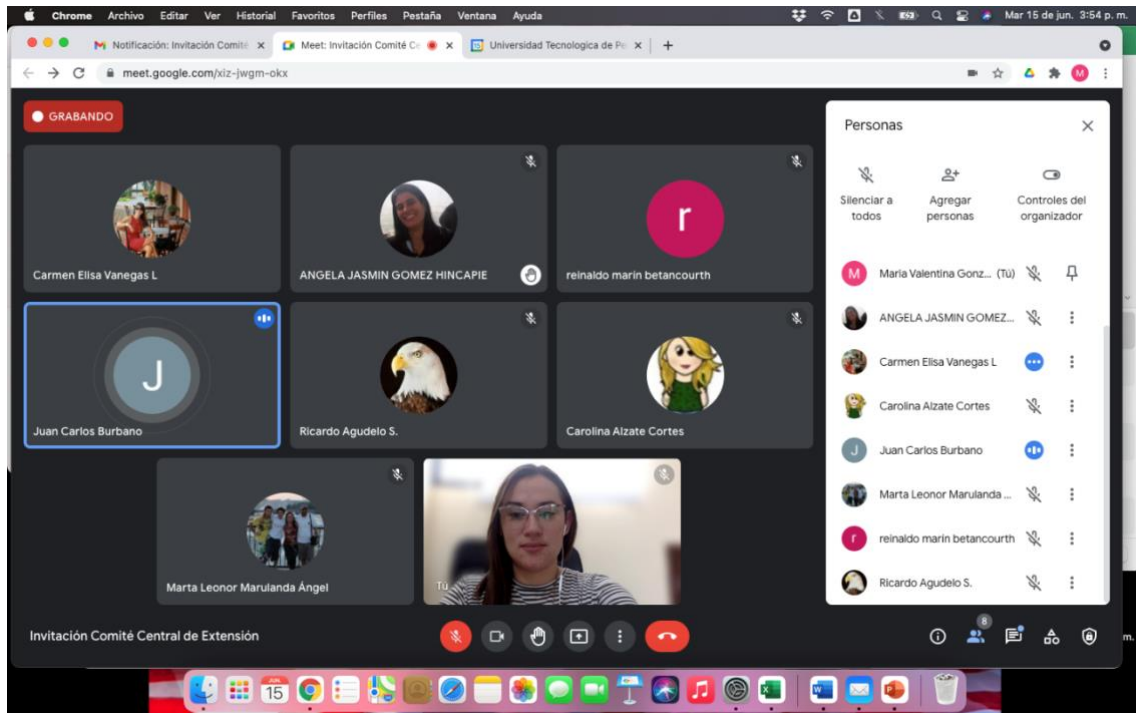 Chrome Archivo Editar Ver Historial Favoritos Perfiles Pestaña Ventana Ayuda
Mar 15 de jun. 3:54 p. m.
Notificación: Invitación Comité
Meet: Invitación Comité Ce
Universidad Tecnologica de Pe
meet.google.com/xiz-jwgm-okx
M
GRABANDO
Carmen Elisa Vanegas L
ANGELA JASMIN GOMEZ HINCAPIE
r
reinaldo marin betancourth
J
Juan Carlos Burbano
Ricardo Agudelo S.
Carolina Alzate Cortes
Marta Leonor Marulanda Ángel
Tú
Personas
Silenciar a todos
Agregar personas
Controles del organizador
M
Maria Valentina Gonz... (Tú)
ANGELA JASMIN GOMEZ...
Carmen Elisa Vanegas L
Carolina Alzate Cortes
J
Juan Carlos Burbano
Marta Leonor Marulanda ...
r
reinaldo marin betancourth
Ricardo Agudelo S.
Invitación Comité Central de Extensión
8
m.
JUN.
15